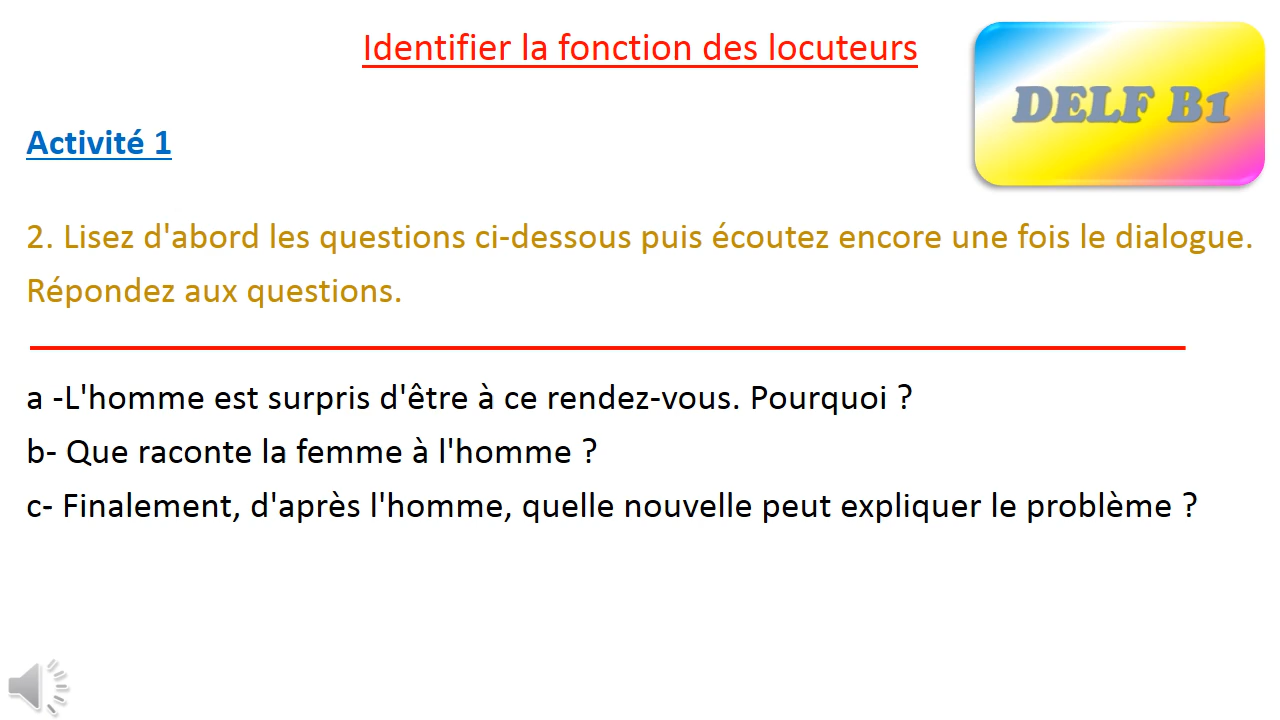 Identifier la fonction des locuteurs
DELF B1
Activité 1
2. Lisez d'abord les questions ci-dessous puis écoutez encore une fois le dialogue.
Répondez aux questions.
a -L'homme est surpris d'être à ce rendez-vous. Pourquoi ?
b- Que raconte la femme à l'homme ?
c- Finalement, d'après l'homme, quelle nouvelle peut expliquer le problème ?